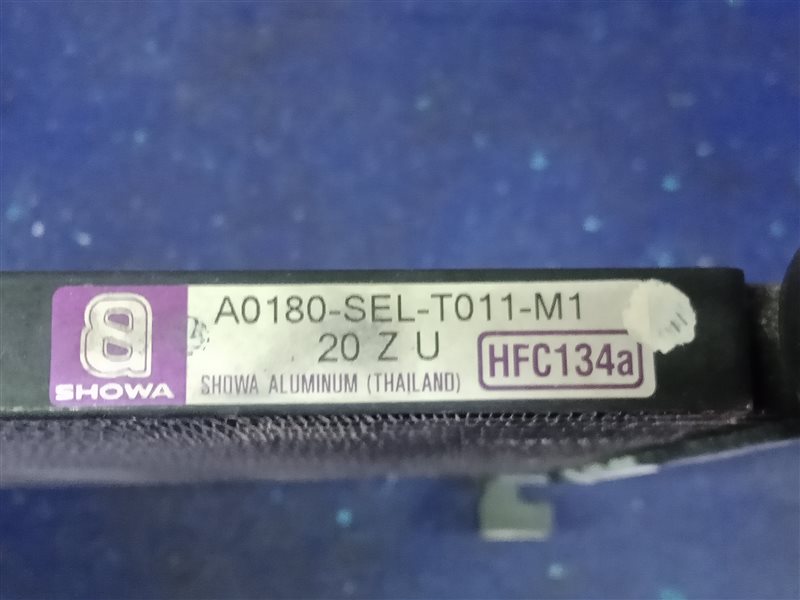 SHOWA
A0180-SEL-T011-M1
20 Z U
HFC134a
SHOWA ALUMINUM (THAILAND)